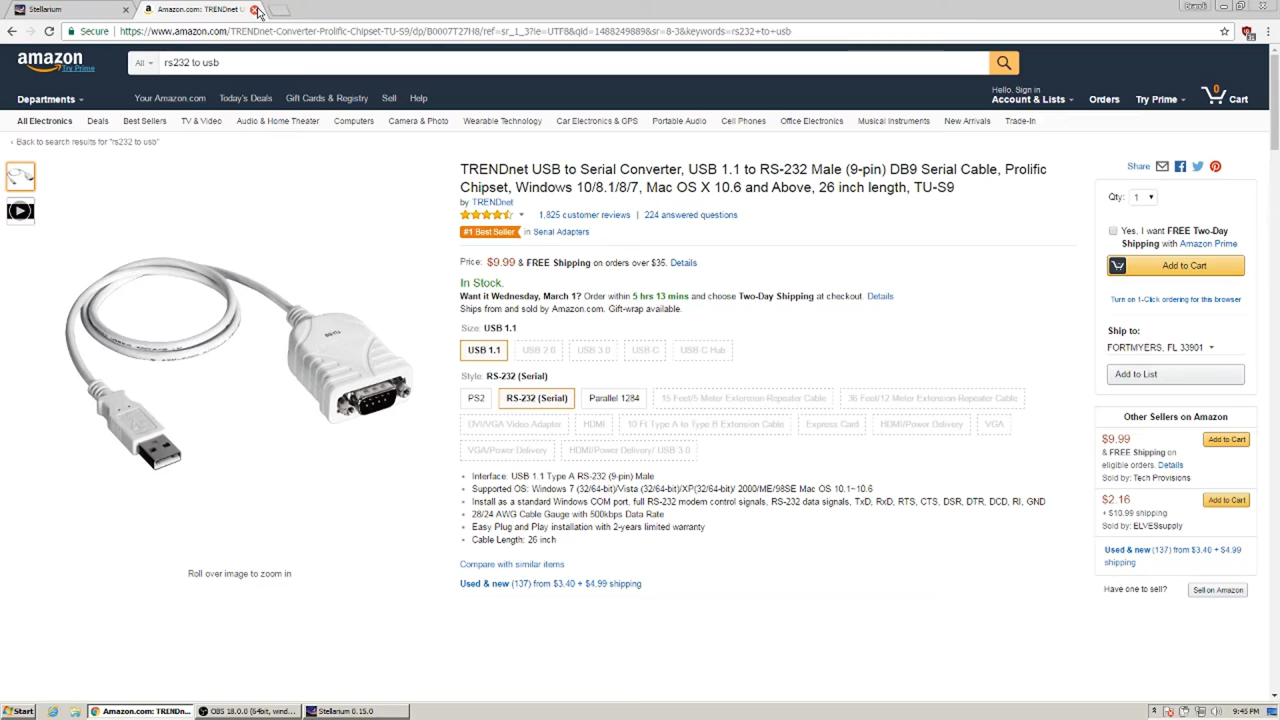 Stellarium
Amazon.com: TRENDnet U
Secure
https://www.amazon.com/TRENDnet-Converter-Prolific-Chipset-TU-S9/dp/B0007T27H8/ref=sr_1_3?ie=UTF8&qid=1488249889&sr=8-3&keywords=rs232+to+usb
amazon
Try Prime
All
rs232 to usb
Departments
Your Amazon.com
Today's Deals
Gift Cards & Registry
Sell
Help
Hello. Sign in
Account & Lists
Orders
Try Prime
0
Cart
All Electronics
Deals
Best Sellers
TV & Video
Audio & Home Theater
Computers
Camera & Photo
Wearable Technology
Car Electronics & GPS
Portable Audio
Cell Phones
Office Electronics
Musical Instruments
New Arrivals
Trade-In
‹ Back to search results for "rs232 to usb"
TRENDnet USB to Serial Converter, USB 1.1 to RS-232 Male (9-pin) DB9 Serial Cable, Prolific
Chipset, Windows 10/8.1/8/7, Mac OS X 10.6 and Above, 26 inch length, TU-S9
by TRENDnet
1,825 customer reviews | 224 answered questions
#1 Best Seller in Serial Adapters
Price: $9.99 & FREE Shipping on orders over $35. Details
In Stock.
Want it Wednesday, March 1? Order within 5 hrs 13 mins and choose Two-Day Shipping at checkout. Details
Ships from and sold by Amazon.com. Gift-wrap available.
Size: USB 1.1
USB 1.1
USB 2.0
USB 3.0
USB-C
USB-C Hub
Style: RS-232 (Serial)
PS2
RS-232 (Serial)
Parallel 1284
15 Feet/5 Meter Extension Repeater Cable
36 Feet/12 Meter Extension Repeater Cable
DVI/VGA Video Adapter
HDMI
10 Ft Type A to Type B Extension Cable
Express Card
HDMI/Power Delivery
VGA
VGA/Power Delivery
HDMI/Power Delivery/ USB 3.0
• Interface: USB 1.1 Type A RS-232 (9-pin) Male
• Supported OS: Windows 7 (32/64-bit)/Vista (32/64-bit)/XP(32/64-bit)/ 2000/ME/98SE Mac OS 10.1~10.6
• Install as a standard Windows COM port, full RS-232 modem control signals, RS-232 data signals, TxD, RxD, RTS, CTS, DSR, DTR, DCD, RI, GND
• 28/24 AWG Cable Gauge with 500kbps Data Rate
• Easy Plug and Play installation with 2-years limited warranty
• Cable Length: 26 inch
Compare with similar items
Used & new (137) from $3.40 + $4.99 shipping
Roll over image to zoom in
Share
Qty: 1
Yes, I want FREE Two-Day
Shipping with Amazon Prime
Add to Cart
Turn on 1-Click ordering for this browser
Ship to:
FORTMYERS, FL 33901
Add to List
Other Sellers on Amazon
$9.99
Add to Cart
& FREE Shipping on
eligible orders. Details
Sold by: Tech Provisions
$2.16
Add to Cart
+ $10.99 shipping
Sold by: ELVESsupply
Used & new (137) from $3.40 + $4.99
shipping
Have one to sell?
Sell on Amazon
Start
Amazon.com: TRENDn...
OBS 18.0.0 (64bit, wind...
Stellarium 0.15.0
9:45 PM